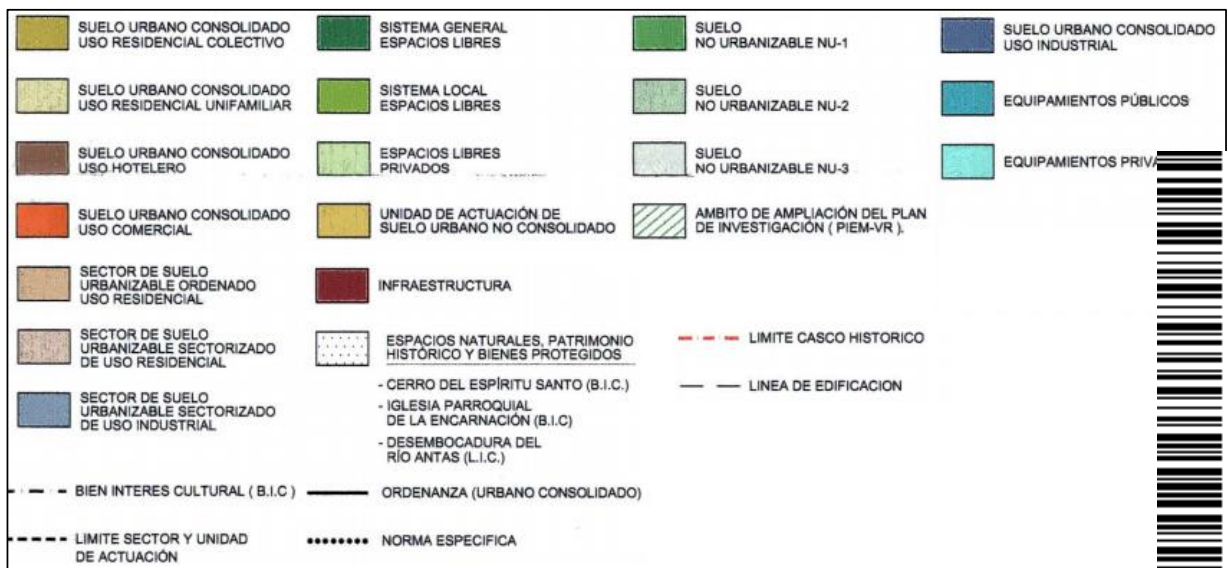 SUELO URBANO CONSOLIDADO
USO RESIDENCIAL COLECTIVO
SUELO URBANO CONSOLIDADO
USO RESIDENCIAL UNIFAMILIAR
SUELO URBANO CONSOLIDADO
USO HOTELERO
SUELO URBANO CONSOLIDADO
USO COMERCIAL
SECTOR DE SUELO
URBANIZABLE ORDENADO
USO RESIDENCIAL
SECTOR DE SUELO
URBANIZABLE SECTORIZADO
DE USO RESIDENCIAL
SECTOR DE SUELO
URBANIZABLE SECTORIZADO
DE USO INDUSTRIAL
BIEN INTERES CULTURAL ( B.I.C )
LIMITE SECTOR Y UNIDAD
DE ACTUACIÓN
SISTEMA GENERAL
ESPACIOS LIBRES
SISTEMA LOCAL
ESPACIOS LIBRES
ESPACIOS LIBRES
PRIVADOS
UNIDAD DE ACTUACIÓN DE
SUELO URBANO NO CONSOLIDADO
INFRAESTRUCTURA
ESPACIOS NATURALES, PATRIMONIO
HISTÓRICO Y BIENES PROTEGIDOS
- CERRO DEL ESPÍRITU SANTO (B.I.C.)
- IGLESIA PARROQUIAL
DE LA ENCARNACIÓN (B.I.C)
- DESEMBOCADURA DEL
RÍO ANTAS (L.I.C.)
ORDENANZA (URBANO CONSOLIDADO)
NORMA ESPECIFICA
SUELO
NO URBANIZABLE NU-1
SUELO
NO URBANIZABLE NU-2
SUELO
NO URBANIZABLE NU-3
AMBITO DE AMPLIACIÓN DEL PLAN
DE INVESTIGACIÓN ( PIEM-VR ).
LIMITE CASCO HISTORICO
LINEA DE EDIFICACION
SUELO URBANO CONSOLIDADO
USO INDUSTRIAL
EQUIPAMIENTOS PÚBLICOS
EQUIPAMIENTOS